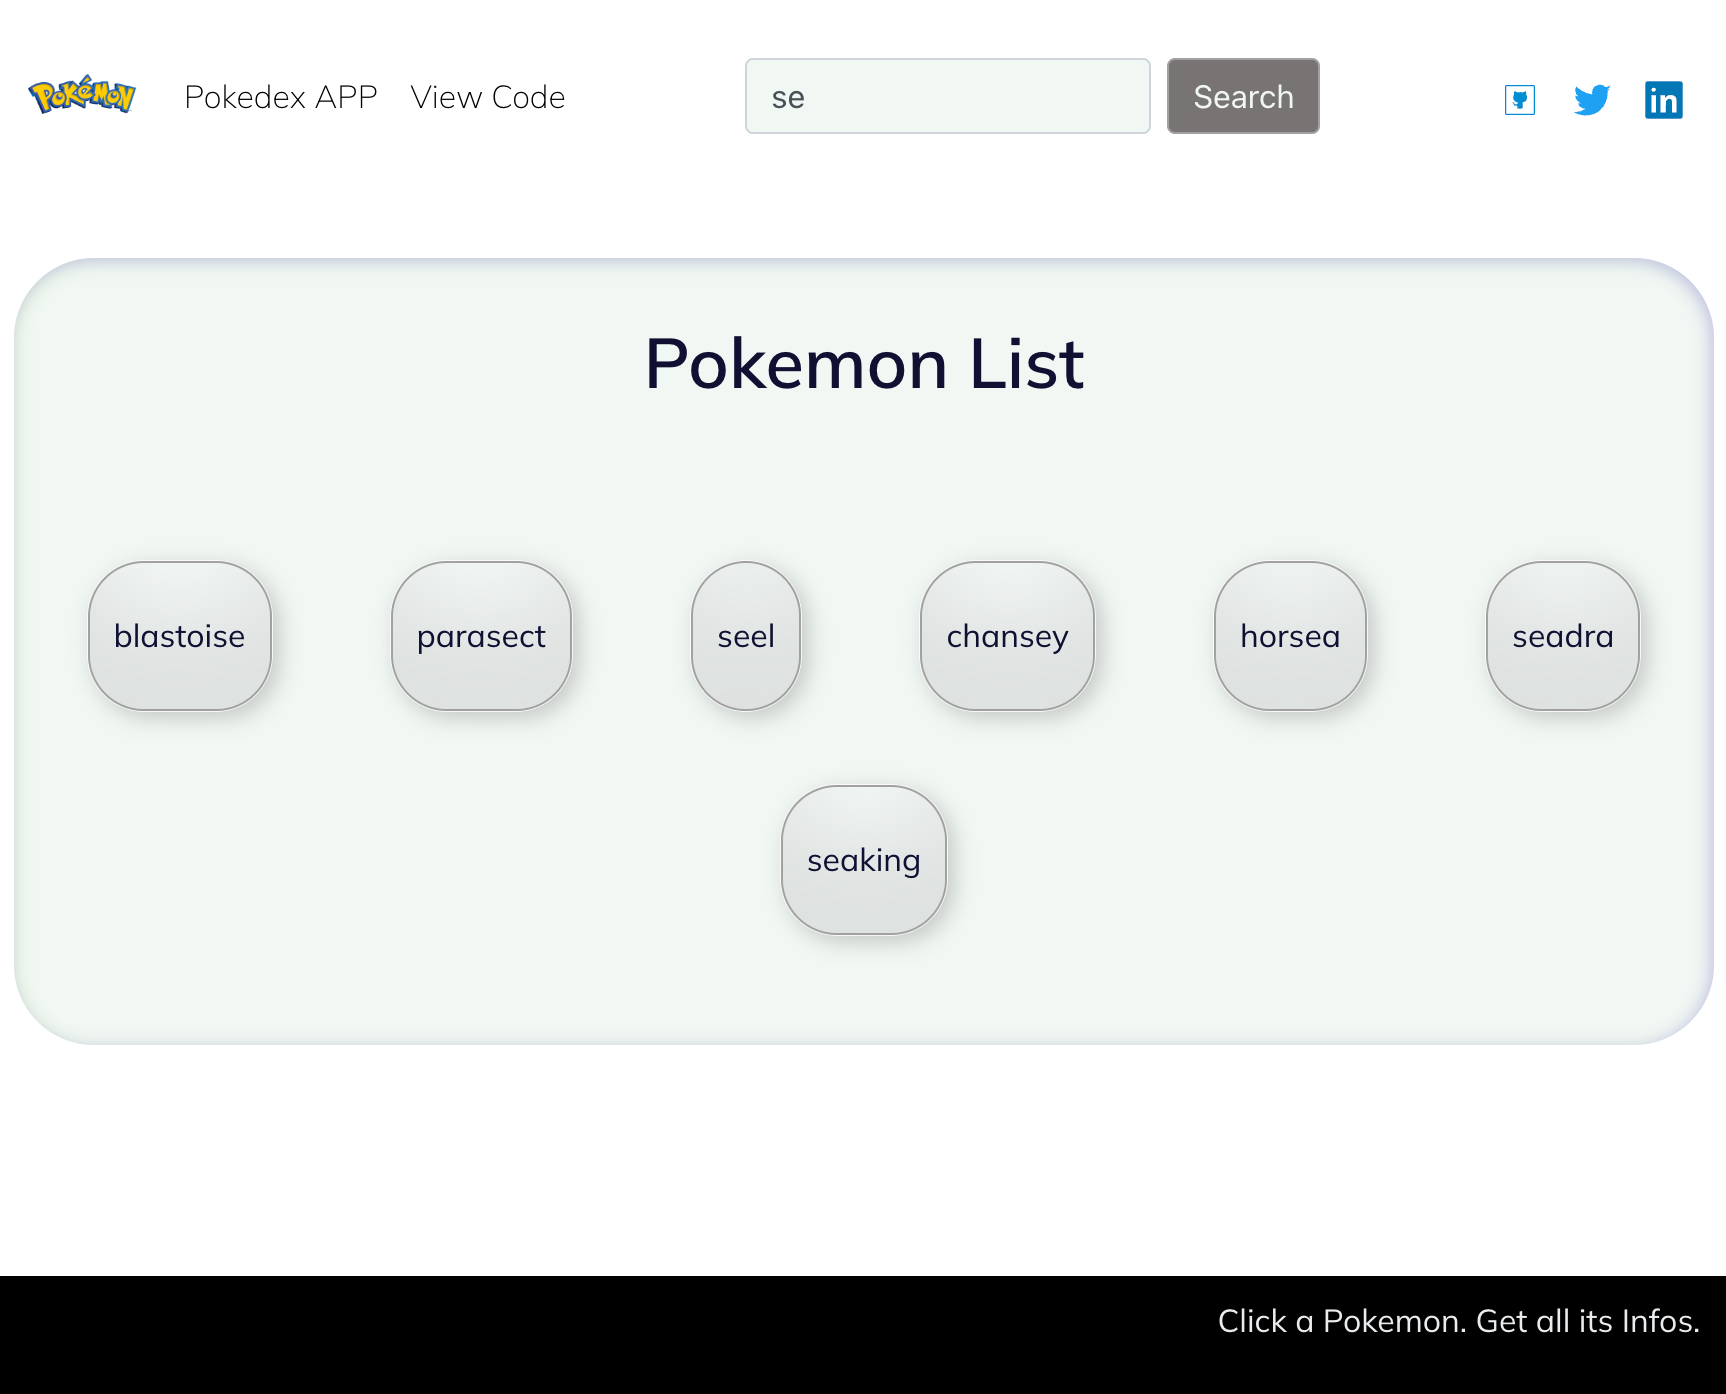 Pokémon Pokedex APP View Code se Search in
Pokemon List
blastoise parasect seel chansey horsea seadra
seaking
Click a Pokemon. Get all its Infos.